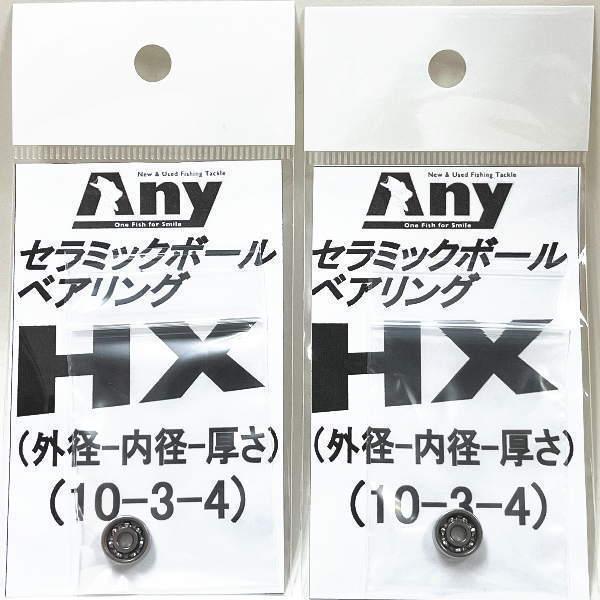 New & Used Fishing Tackle
Any
One Fish for Smile
セラミックボール
ベアリング
HX
(外径-内径-厚さ)
(10-3-4)
New & Used Fishing Tackle
Any
One Fish for Smile
セラミックボール
ベアリング
HX
(外径-内径-厚さ)
(10-3-4)